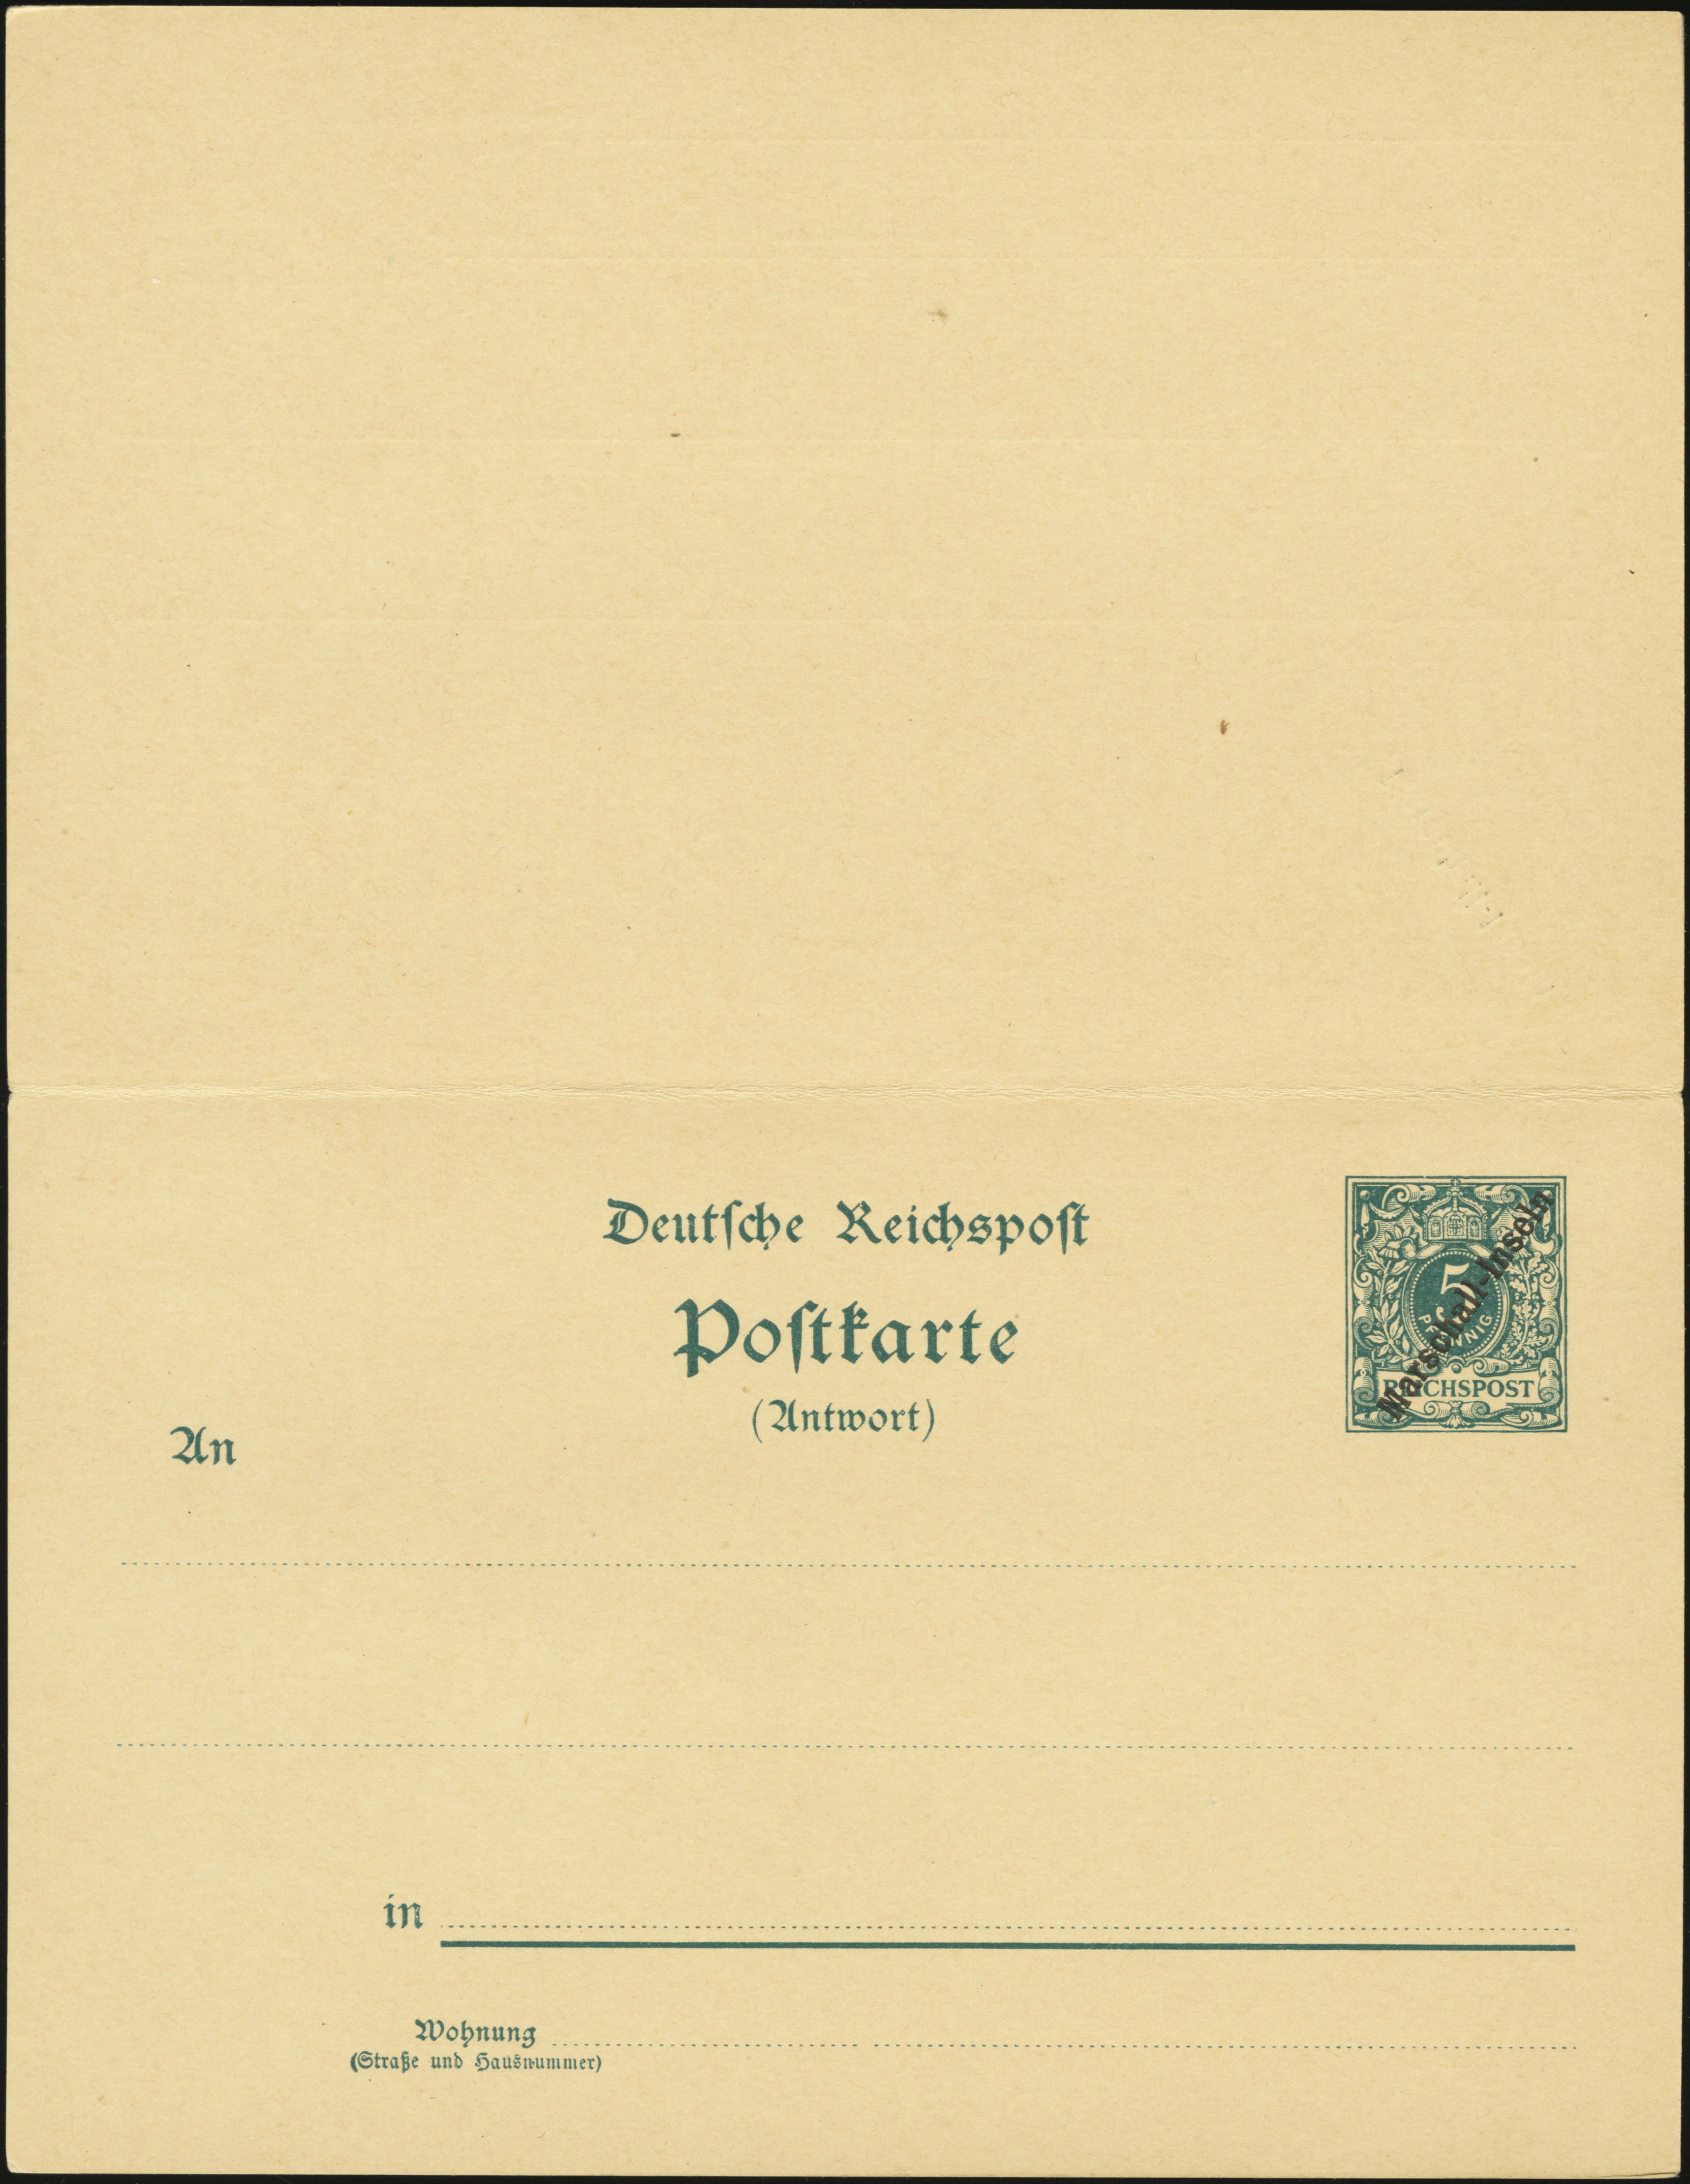 Deutſche Reichspoſt
Poſtkarte
(Antwort)
5
PFENNIG
REICHSPOST
Marschall-Inseln
An
in
Wohnung
(Straße und Hausnummer)